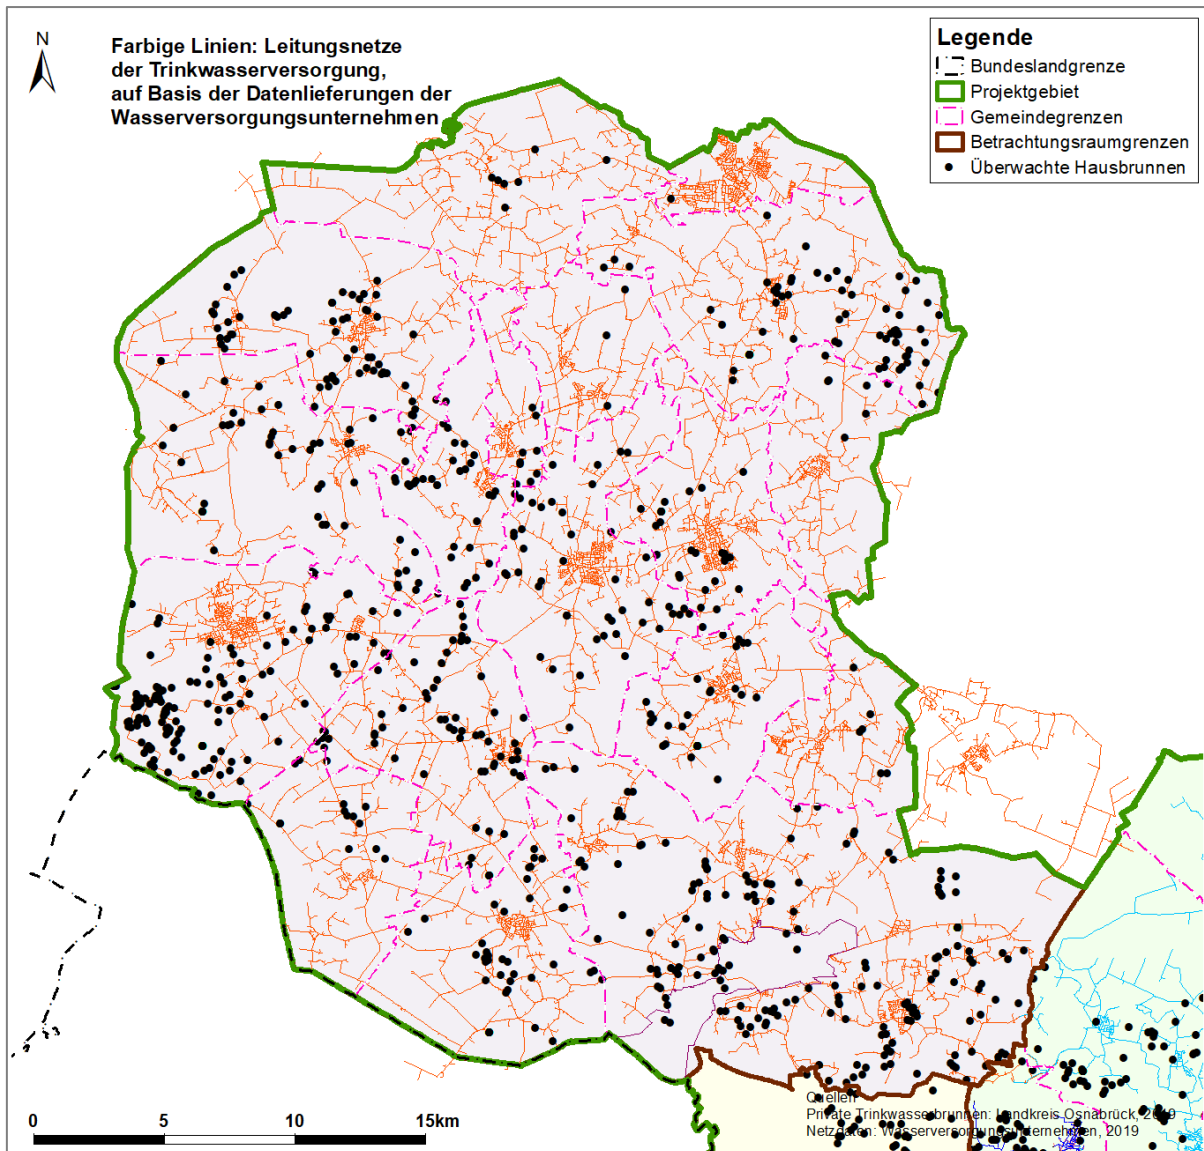 N
Farbige Linien: Leitungsnetze
der Trinkwasserversorgung,
auf Basis der Datenlieferungen der
Wasserversorgungsunternehmen
Legende
Bundeslandgrenze
Projektgebiet
Gemeindegrenzen
Betrachtungsraumgrenzen
Überwachte Hausbrunnen
0 5 10 15km
Quellen
Private Trinkwasserbrunnen: Landkreis Osnabrück, 2019
Netzdaten: Wasserversorgungsunternehmen, 2019